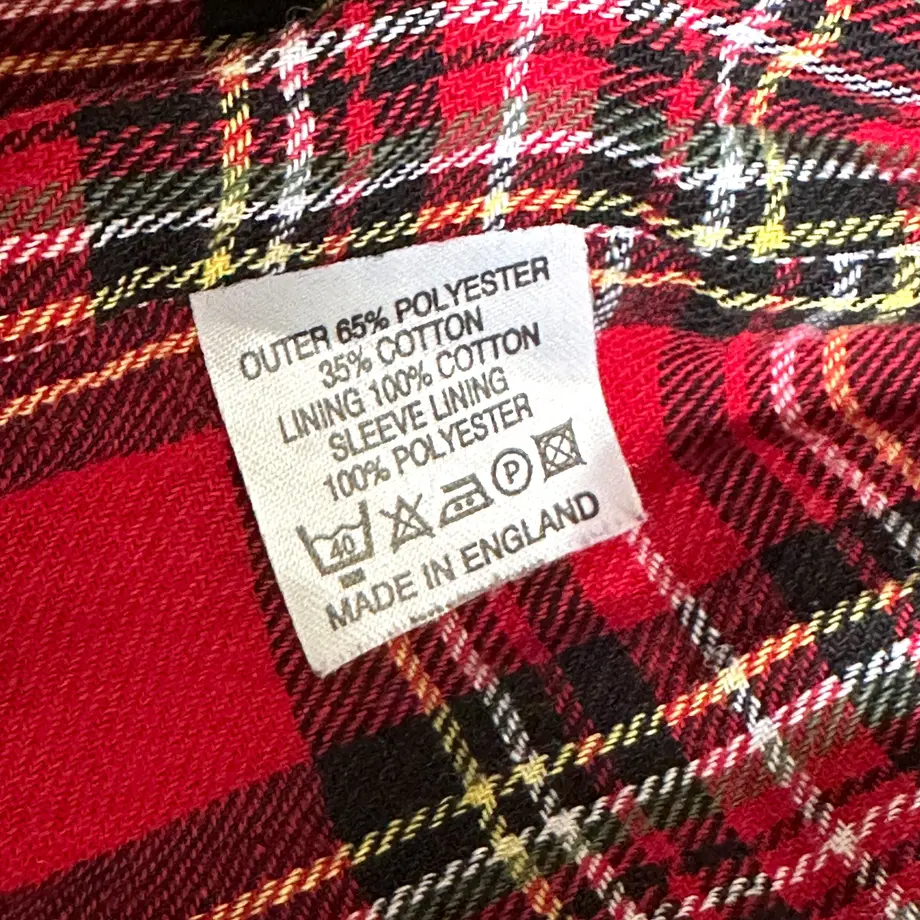 OUTER 65% POLYESTER
35% COTTON
LINING 100% COTTON
SLEEVE LINING
100% POLYESTER
40 P
MADE IN ENGLAND